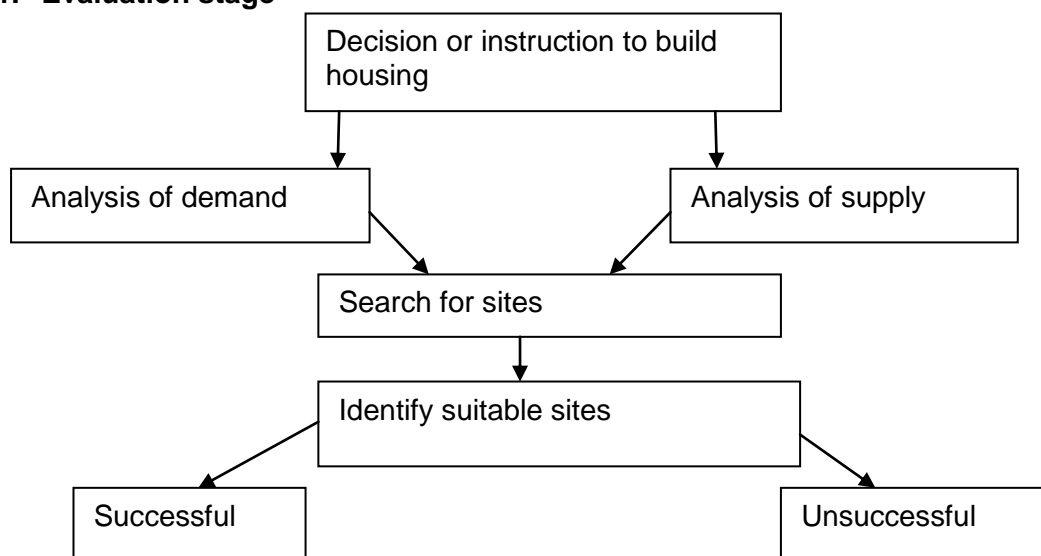 Evaluation stage
Decision or instruction to build
housing
Analysis of demand
Analysis of supply
Search for sites
Identify suitable sites
Successful
Unsuccessful